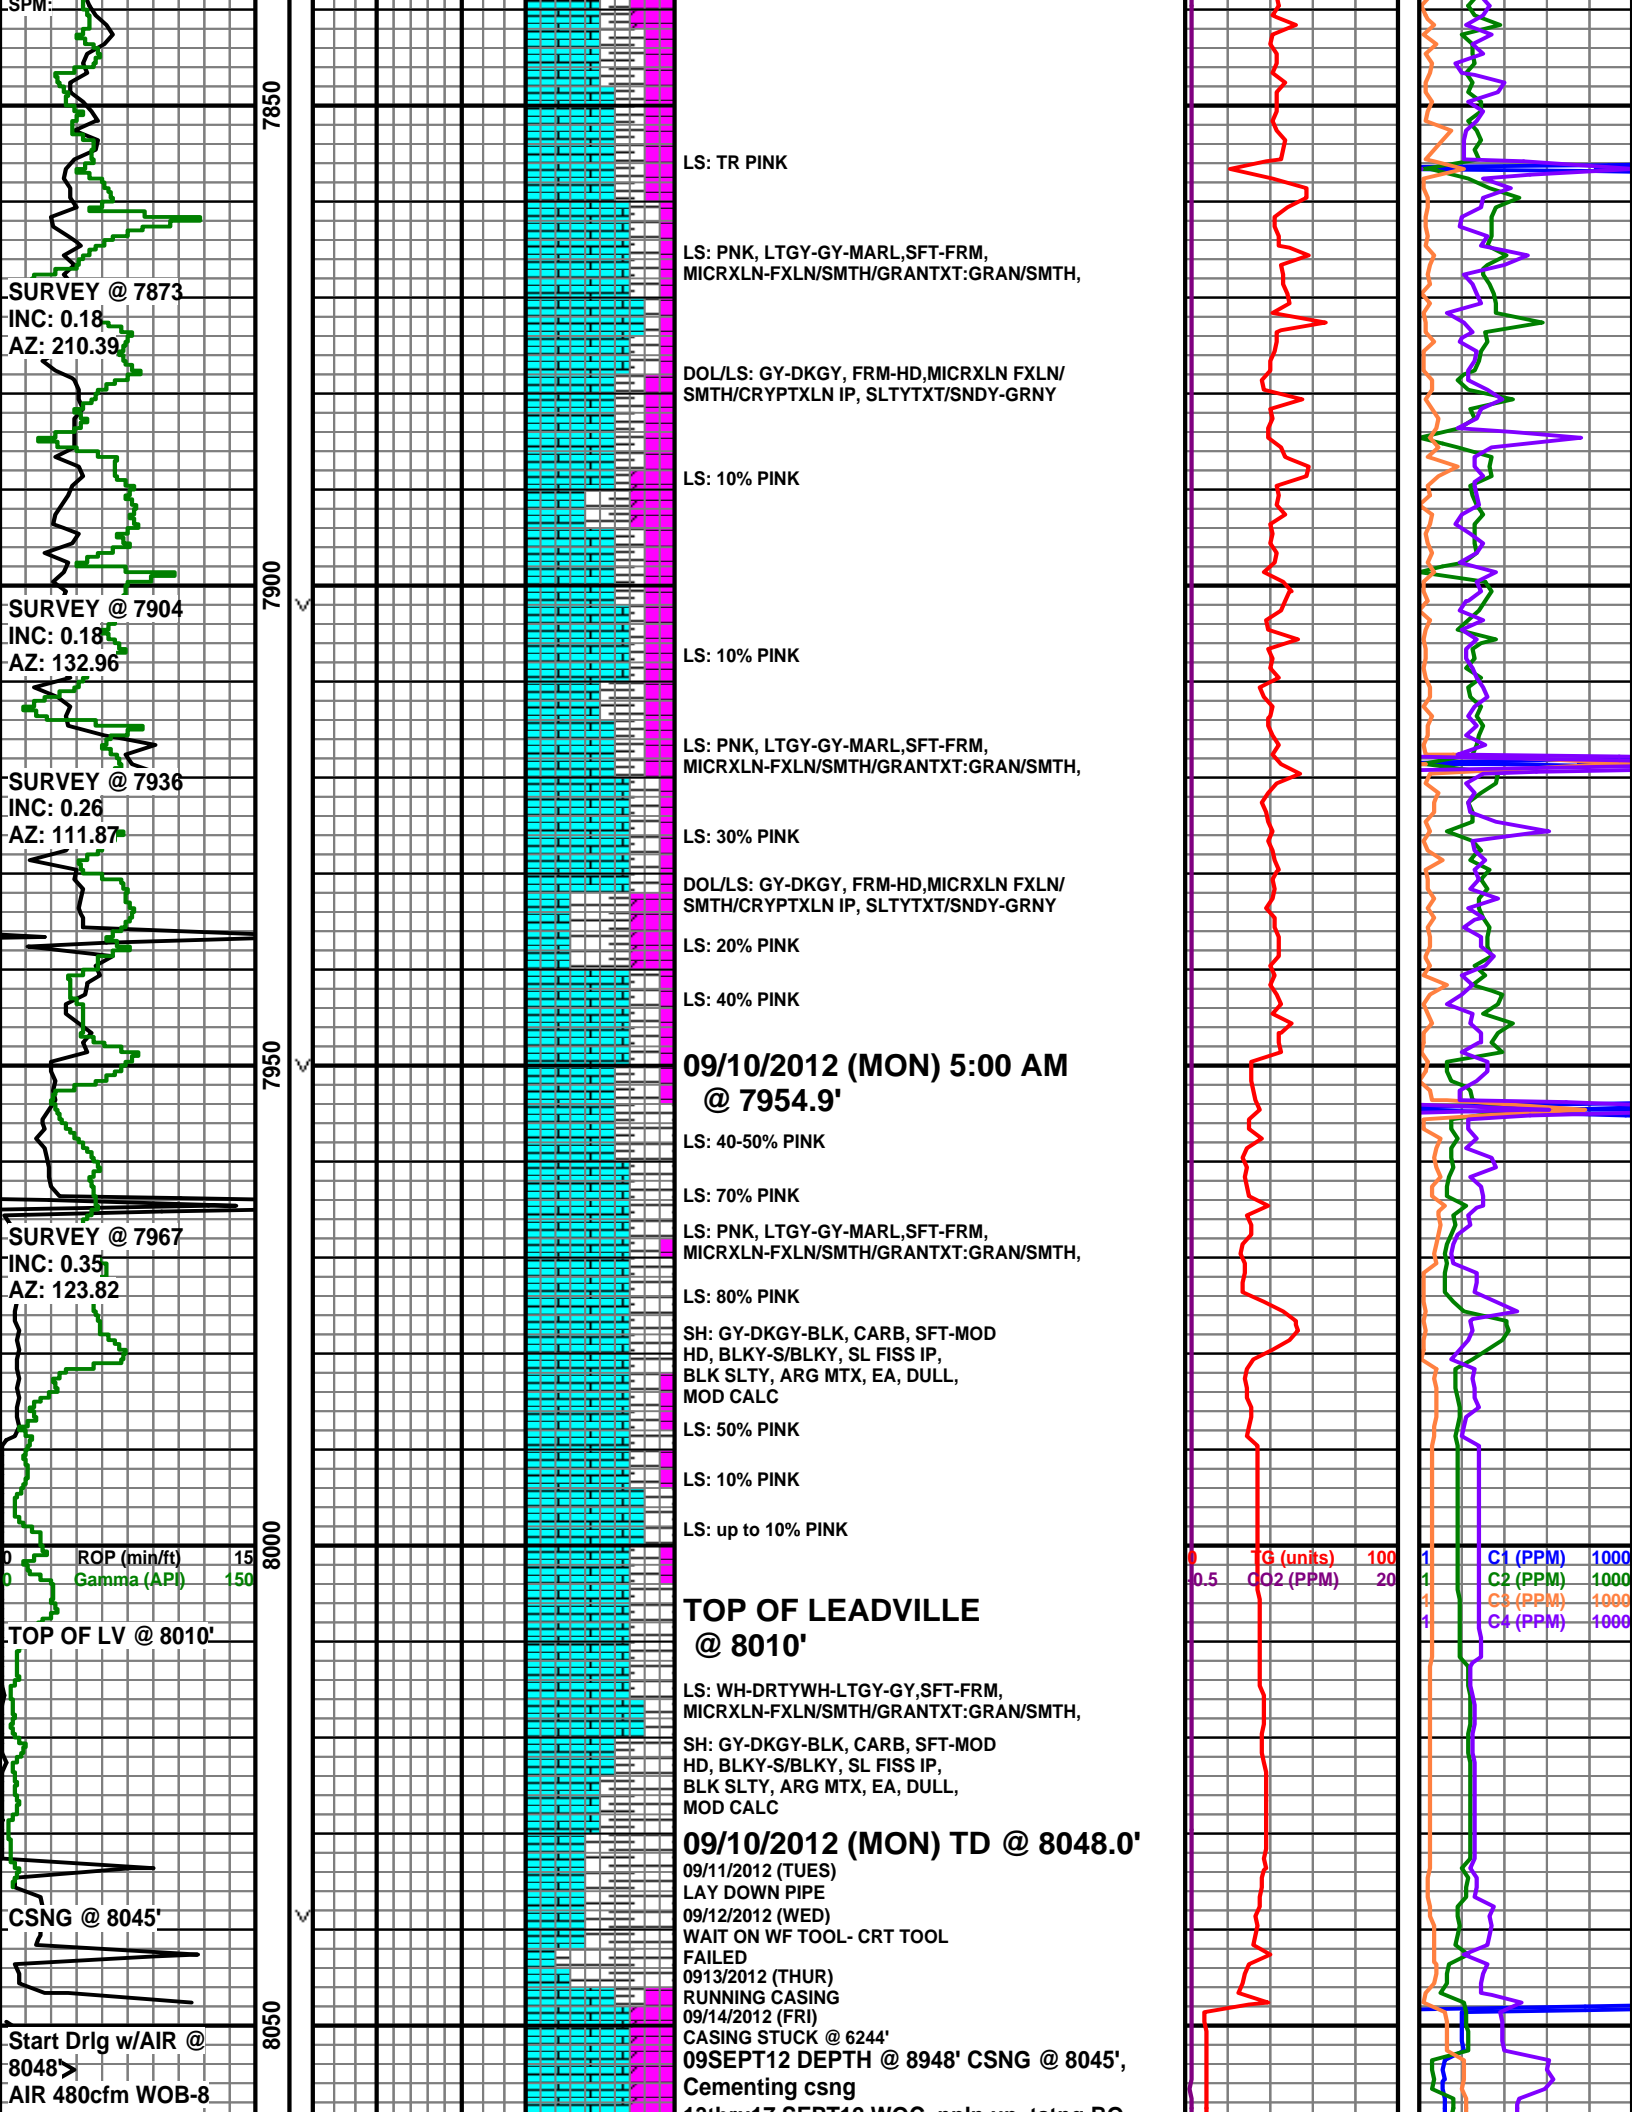 SPM:
7850
LS: TR PINK
LS: PNK, LTGY-GY-MARL,SFT-FRM,
MICRXLN-FXLN/SMTH/GRANTXT:GRAN/SMTH,
SURVEY @ 7873
INC: 0.18
AZ: 210.39
DOL/LS: GY-DKGY, FRM-HD,MICRXLN FXLN/
SMTH/CRYPTXLN IP, SLTYTXT/SNDY-GRNY
LS: 10% PINK
7900
SURVEY @ 7904
INC: 0.18
AZ: 132.96
LS: 10% PINK
LS: PNK, LTGY-GY-MARL,SFT-FRM,
MICRXLN-FXLN/SMTH/GRANTXT:GRAN/SMTH,
SURVEY @ 7936
INC: 0.26
AZ: 111.87
LS: 30% PINK
DOL/LS: GY-DKGY, FRM-HD,MICRXLN FXLN/
SMTH/CRYPTXLN IP, SLTYTXT/SNDY-GRNY
LS: 20% PINK
LS: 40% PINK
7950
09/10/2012 (MON) 5:00 AM
@ 7954.9'
LS: 40-50% PINK
LS: 70% PINK
LS: PNK, LTGY-GY-MARL,SFT-FRM,
MICRXLN-FXLN/SMTH/GRANTXT:GRAN/SMTH,
SURVEY @ 7967
INC: 0.35
AZ: 123.82
LS: 80% PINK
SH: GY-DKGY-BLK, CARB, SFT-MOD
HD, BLKY-S/BLKY, SL FISS IP,
BLK SLTY, ARG MTX, EA, DULL,
MOD CALC
LS: 50% PINK
LS: 10% PINK
LS: up to 10% PINK
8000
0 ROP (min/ft) 15
0 Gamma (API) 150
0 TG (units) 100
0.5 CO2 (PPM) 20
1 C1 (PPM) 1000
1 C2 (PPM) 1000
1 C3 (PPM) 1000
1 C4 (PPM) 1000
TOP OF LEADVILLE
@ 8010'
TOP OF LV @ 8010'
LS: WH-DRTYWH-LTGY-GY,SFT-FRM,
MICRXLN-FXLN/SMTH/GRANTXT:GRAN/SMTH,
SH: GY-DKGY-BLK, CARB, SFT-MOD
HD, BLKY-S/BLKY, SL FISS IP,
BLK SLTY, ARG MTX, EA, DULL,
MOD CALC
09/10/2012 (MON) TD @ 8048.0'
09/11/2012 (TUES)
LAY DOWN PIPE
09/12/2012 (WED)
WAIT ON WF TOOL- CRT TOOL
FAILED
0913/2012 (THUR)
RUNNING CASING
09/14/2012 (FRI)
CASING STUCK @ 6244'
CSNG @ 8045'
8050
Start Drlg w/AIR @
8048'>
AIR 480cfm WOB-8
09SEPT12 DEPTH @ 8948' CSNG @ 8045',
Cementing csng